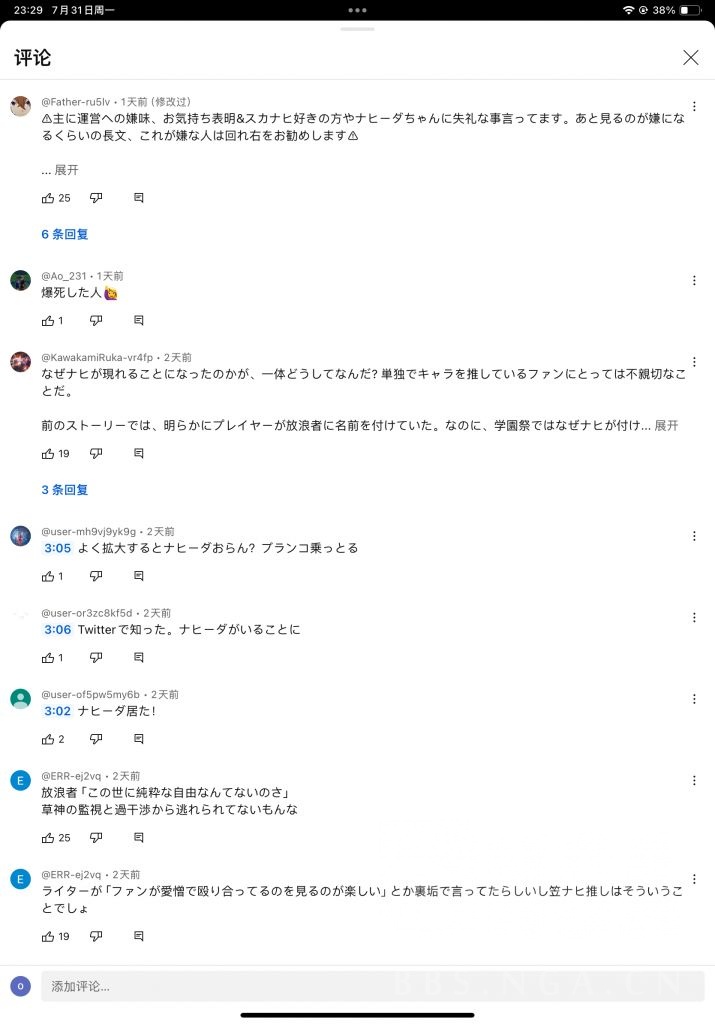 23:29 7月31日周一
38%
评论
@Father-ru5lv・1天前（修改过）
⚠主に運営への嫌味、お気持ち表明&スカナヒ好きの方やナヒーダちゃんに失礼な事言ってます。あと見るのが嫌にな
るくらいの長文、これが嫌な人は回れ右をお勧めします⚠
... 展开
25
6 条回复
@Ao_231・1天前
爆死した人🙋
1
@KawakamiRuka-vr4fp・2天前
なぜナヒが現れることになったのかが、一体どうしてなんだ? 単独でキャラを推しているファンにとっては不親切なこ
とだ。
前のストーリーでは、明らかにプレイヤーが放浪者に名前を付けていた。なのに、学園祭ではなぜナヒが付け... 展开
19
3 条回复
@user-mh9vj9yk9g・2天前
3:05 よく拡大するとナヒーダおらん？ブランコ乗っとる
1
@user-or3zc8kf5d・2天前
3:06 Twitterで知った。ナヒーダがいることに
1
@user-of5pw5my6b・2天前
3:02 ナヒーダ居た！
2
E
@ERR-ej2vq・2天前
放浪者「この世に純粋な自由なんてないのさ」
草神の監視と過干渉から逃れられてないもんな
25
E
@ERR-ej2vq・2天前
ライターが「ファンが愛憎で殴り合ってるのを見るのが楽しい」とか裏垢で言ってたらしいし笠ナヒ推しはそういうこ
とでしょ
19
O
添加评论...
BBS.NGA.CN